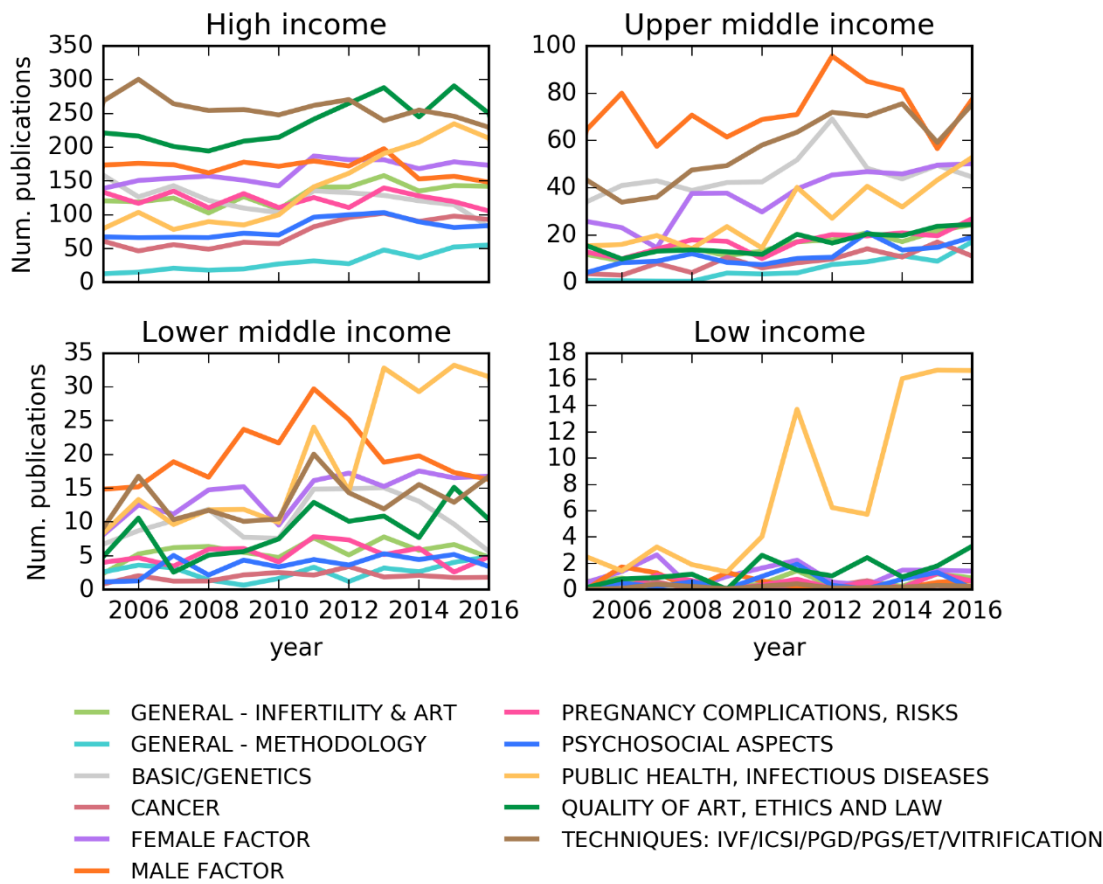 High income
Upper middle income
Num. publications
350
300
250
200
150
100
50
0
100
80
60
40
20
0
Lower middle income
Low income
Num. publications
35
30
25
20
15
10
5
0
2006 2008 2010 2012 2014 2016
year
18
16
14
12
10
8
6
4
2
0
2006 2008 2010 2012 2014 2016
year
GENERAL - INFERTILITY & ART
GENERAL - METHODOLOGY
BASIC/GENETICS
CANCER
FEMALE FACTOR
MALE FACTOR
PREGNANCY COMPLICATIONS, RISKS
PSYCHOSOCIAL ASPECTS
PUBLIC HEALTH, INFECTIOUS DISEASES
QUALITY OF ART, ETHICS AND LAW
TECHNIQUES: IVF/ICSI/PGD/PGS/ET/VITRIFICATION